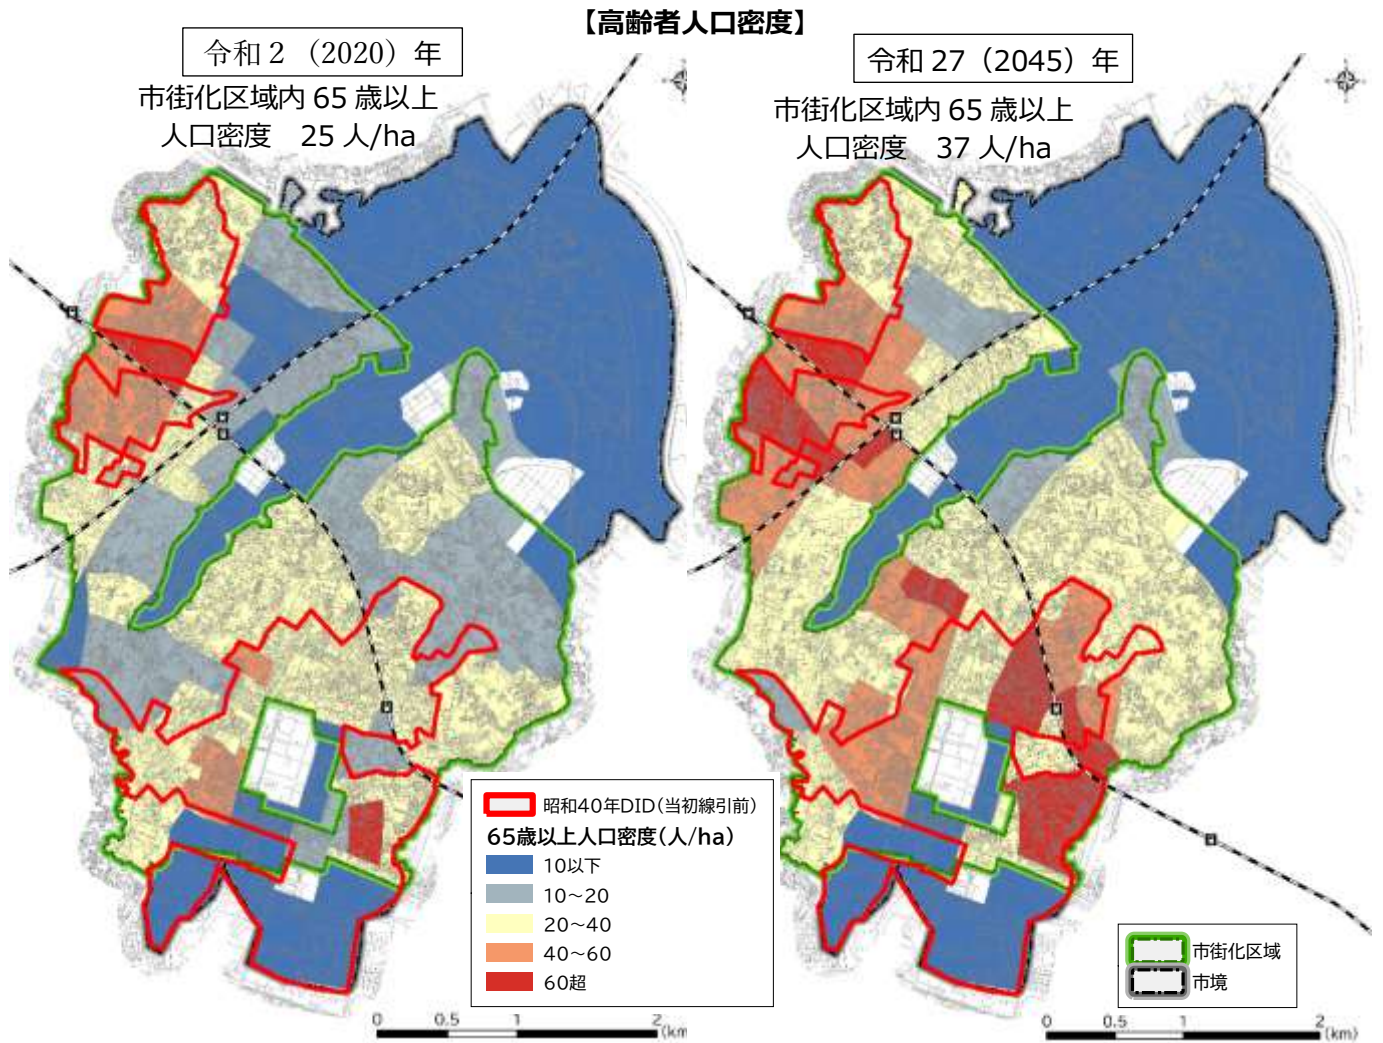 【高齢者人口密度】
令和２（2020）年
市街化区域内 65 歳以上
人口密度　25 人/ha
令和 27（2045）年
市街化区域内 65 歳以上
人口密度　37 人/ha
昭和40年DID(当初線引前)
65歳以上人口密度(人/ha)
10以下
10～20
20～40
40～60
60超
市街化区域
市境
0 0.5 1 2
(km
0 0.5 1 2
(km)